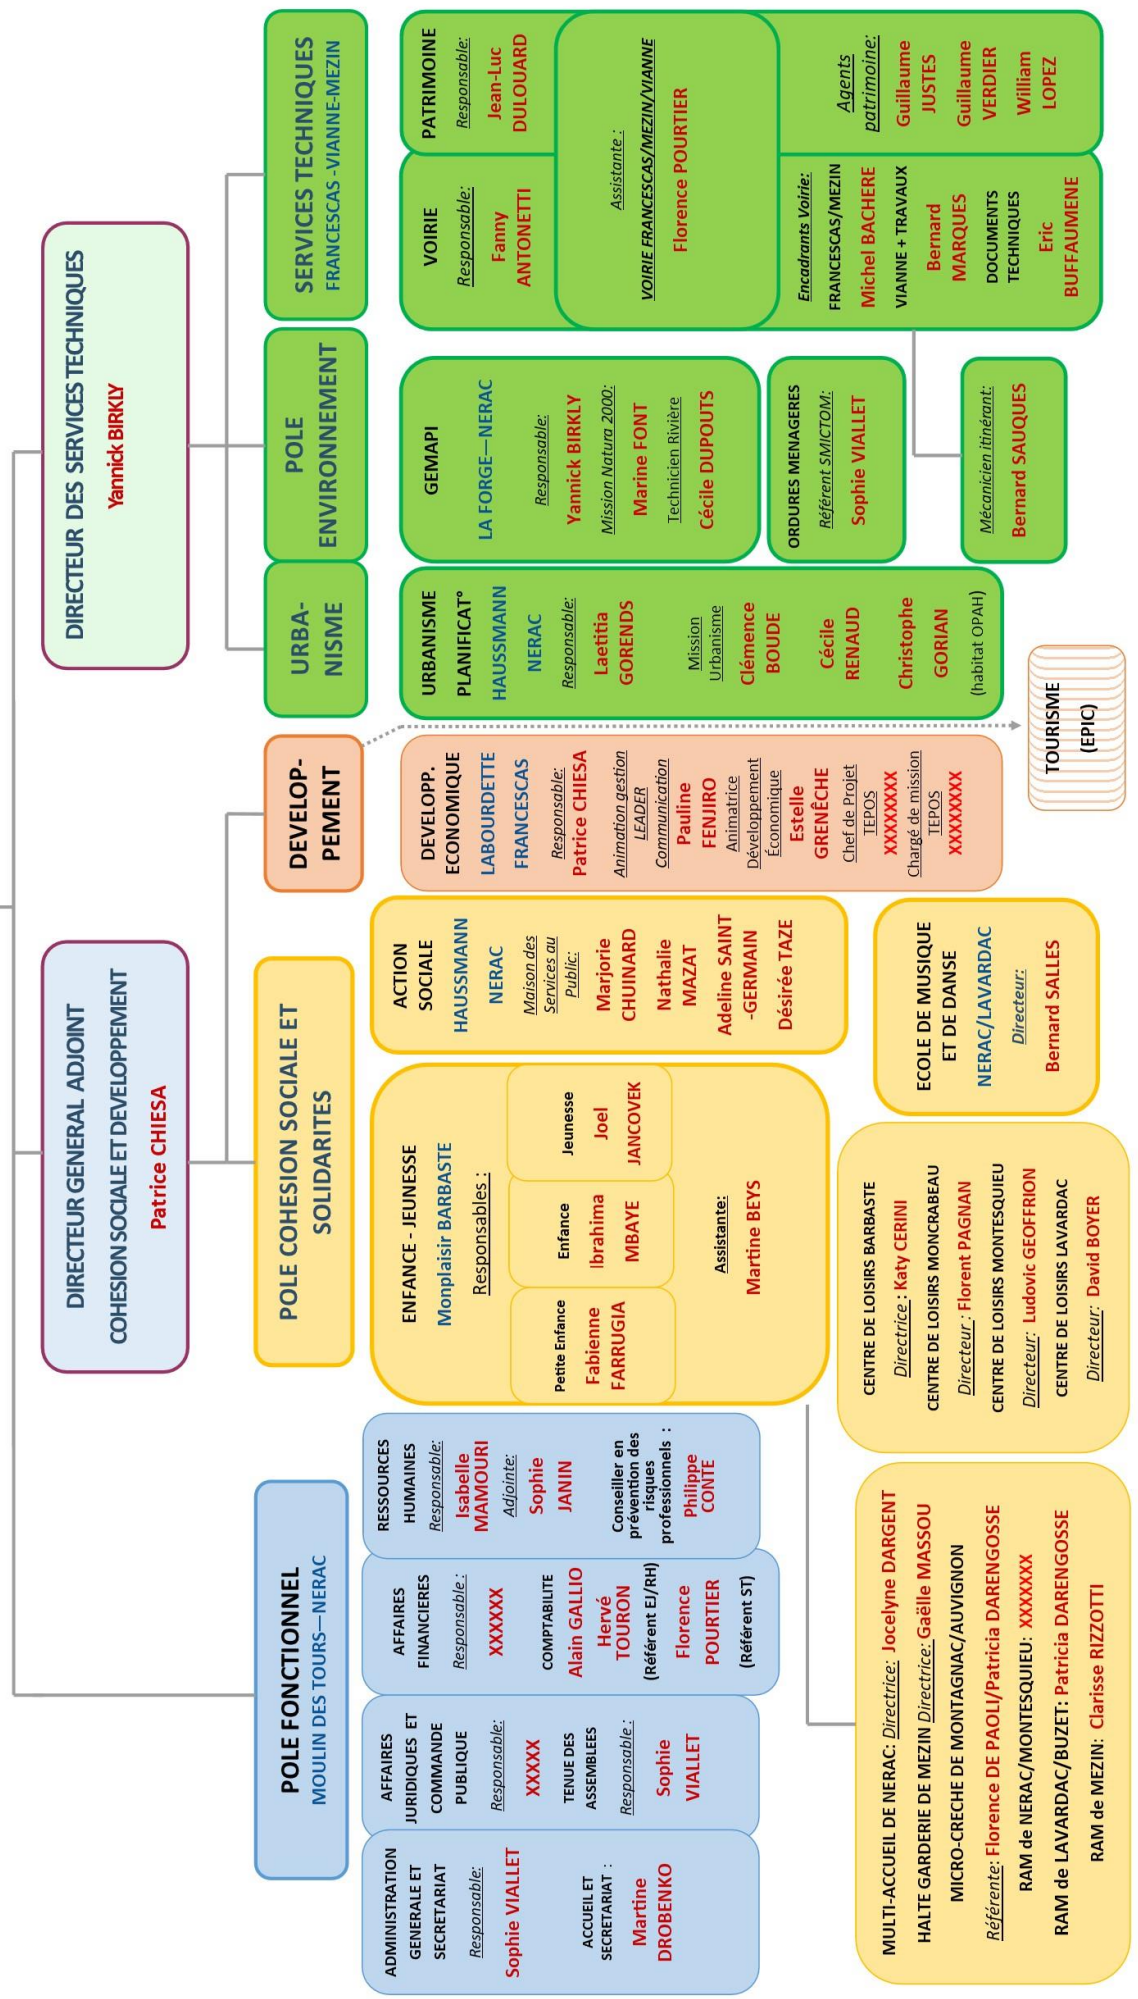 DIRECTEUR GENERAL ADJOINT
COHESION SOCIALE ET DEVELOPPEMENT
Patrice CHIESA
DIRECTEUR DES SERVICES TECHNIQUES
Yannick BIRKLY
POLE FONCTIONNEL
MOULIN DES TOURS—NERAC
POLE COHESION SOCIALE ET
SOLIDARITES
DEVELOP-
PEMENT
URBA-
NISME
POLE
ENVIRONNEMENT
SERVICES TECHNIQUES
FRANCESCAS -VIANNE-MEZIN
ADMINISTRATION
GENERALE ET
SECRETARIAT
Responsable:
Sophie VIALLET
ACCUEIL ET
SECRETARIAT :
Martine
DROBENKO
AFFAIRES
JURIDIQUES ET
COMMANDE
PUBLIQUE
Responsable:
XXXXX
TENUE DES
ASSEMBLEES
Responsable :
Sophie
VIALLET
AFFAIRES
FINANCIERES
Responsable :
XXXXXX
COMPTABILITE
Alain GALLIO
Hervé
TOURON
(Référent EJ/RH)
Florence
POURTIER
(Référent ST)
RESSOURCES
HUMAINES
Responsable:
Isabelle
MAMOURI
Adjointe:
Sophie
JANIN
Conseiller en
prévention des
risques
professionnels :
Philippe
CONTE
ENFANCE - JEUNESSE
Monplaisir BARBASTE
Responsables :
Petite Enfance
Fabienne
FARRUGIA
Enfance
Ibrahima
MBAYE
Jeunesse
Joel
JANCOVEK
Assistante:
Martine BEYS
ACTION
SOCIALE
HAUSSMANN
NERAC
Maison des
Services au
Public:
Marjorie
CHUINARD
Nathalie
MAZAT
Adeline SAINT
-GERMAIN
Désirée TAZE
DEVELOPP.
ECONOMIQUE
LABOURDETTE
FRANCESCAS
Responsable:
Patrice CHIESA
Animation gestion
LEADER
Communication
Pauline
FENJIRO
Animatrice
Développement
Économique
Estelle
GRENÊCHE
Chef de Projet
TEPOS
XXXXXXXX
Chargé de mission
TEPOS
XXXXXXXX
URBANISME
PLANIFICAT°
HAUSSMANN
NERAC
Responsable:
Laetitia
GORENDS
Mission
Urbanisme
Clémence
BOUDE
Cécile
RENAUD
Christophe
GORIAN
(habitat OPAH)
GEMAPI
LA FORGE—NERAC
Responsable:
Yannick BIRKLY
Mission Natura 2000:
Marine FONT
Technicien Rivière
Cécile DUPOUTS
ORDURES MENAGERES
Référent SMICTOM:
Sophie VIALLET
Mécanicien itinérant:
Bernard SAUQUES
VOIRIE
Responsable:
Fanny
ANTONETTI
PATRIMOINE
Responsable:
Jean-Luc
DULOUARD
Assistante :
VOIRIE FRANCESCAS/MEZIN/VIANNE
Florence POURTIER
Encadrants Voirie:
FRANCESCAS/MEZIN
Michel BACHERE
VIANNE + TRAVAUX
Bernard
MARQUES
DOCUMENTS
TECHNIQUES
Eric
BUFFAUMENE
Agents
patrimoine:
Guillaume
JUSTES
Guillaume
VERDIER
William
LOPEZ
MULTI-ACCUEIL DE NERAC: Directrice: Jocelyne DARGENT
HALTE GARDERIE DE MEZIN Directrice: Gaëlle MASSOU
MICRO-CRECHE DE MONTAGNAC/AUVIGNON
Référente: Florence DE PAOLI/Patricia DARENGOSSE
RAM de NERAC/MONTESQUIEU: XXXXXX
RAM de LAVARDAC/BUZET: Patricia DARENGOSSE
RAM de MEZIN: Clarisse RIZZOTTI
CENTRE DE LOISIRS BARBASTE
Directrice : Katy CERINI
CENTRE DE LOISIRS MONCRABEAU
Directeur : Florent PAGNAN
CENTRE DE LOISIRS MONTESQUIEU
Directeur: Ludovic GEOFFRION
CENTRE DE LOISIRS LAVARDAC
Directeur: David BOYER
ECOLE DE MUSIQUE
ET DE DANSE
NERAC/LAVARDAC
Directeur:
Bernard SALLES
TOURISME
(EPIC)